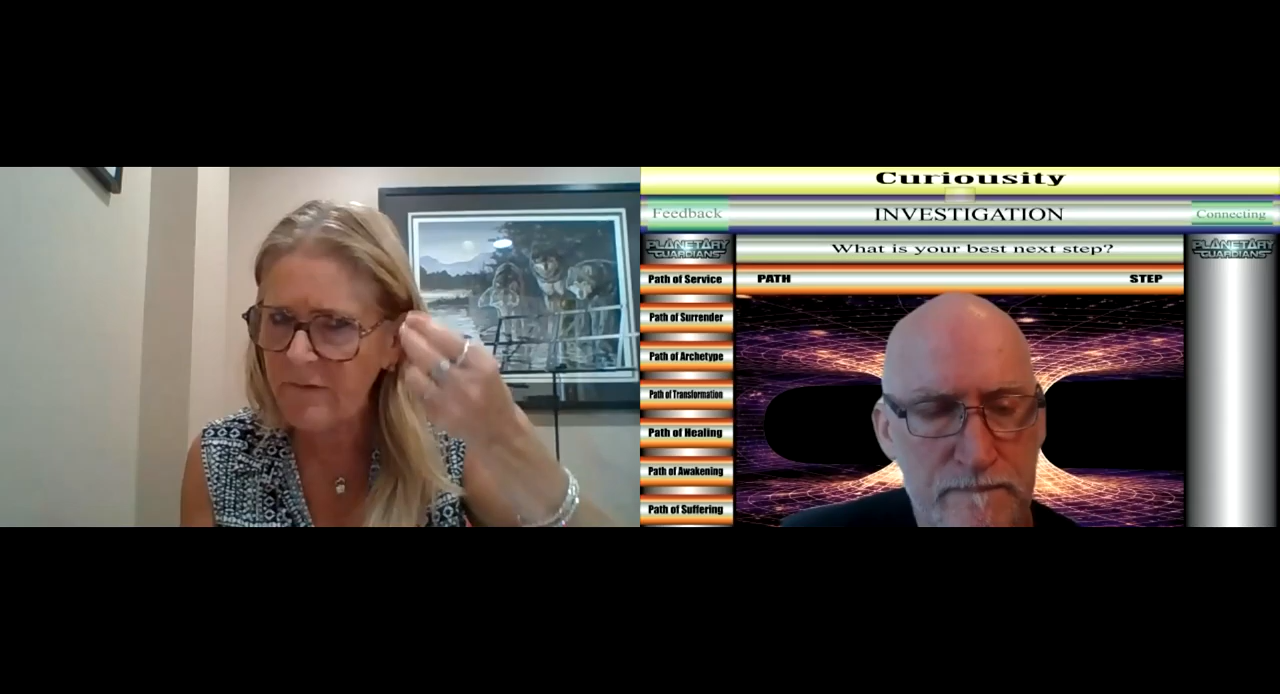 Curiousity
Feedback
INVESTIGATION
Connecting
PLANETARY
GUARDIANS
What is your best next step?
PLANETARY
GUARDIANS
Path of Service
PATH
STEP
Path of Surrender
Path of Archetype
Path of Transformation
Path of Healing
Path of Awakening
Path of Suffering